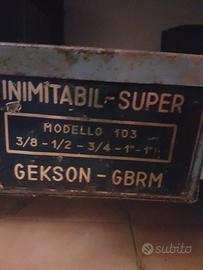 INIMITABIL-SUPER
MODELLO 103
3/8-1/2-3/4-1"-1"
GEKSON-GBRM
subito